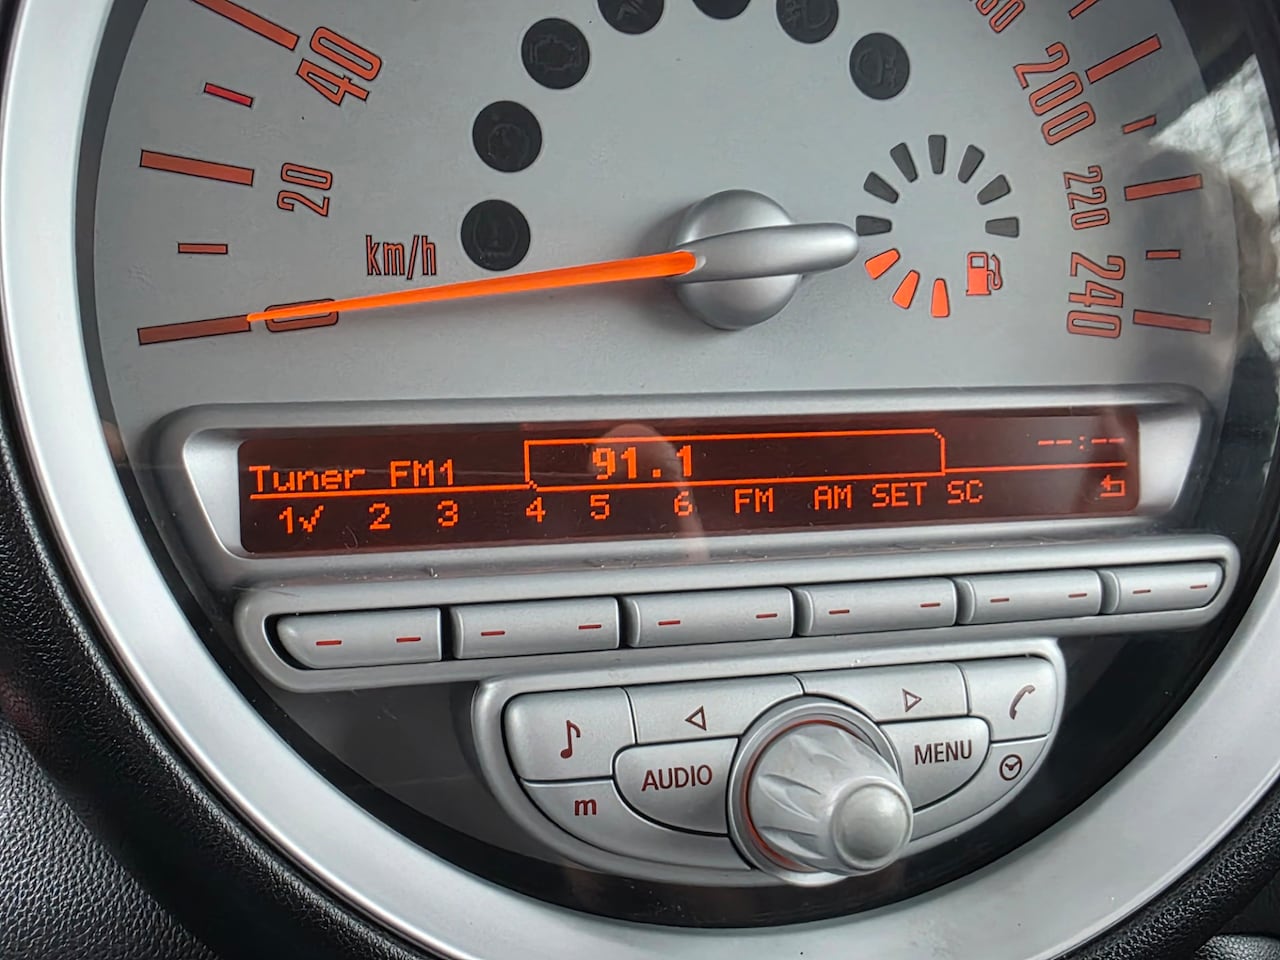 40
20
km/h
0
200
220
240
Tuner FM1 91.1 --:--
1✓ 2 3 4 5 6 FM AM SET SC
AUDIO
MENU
m